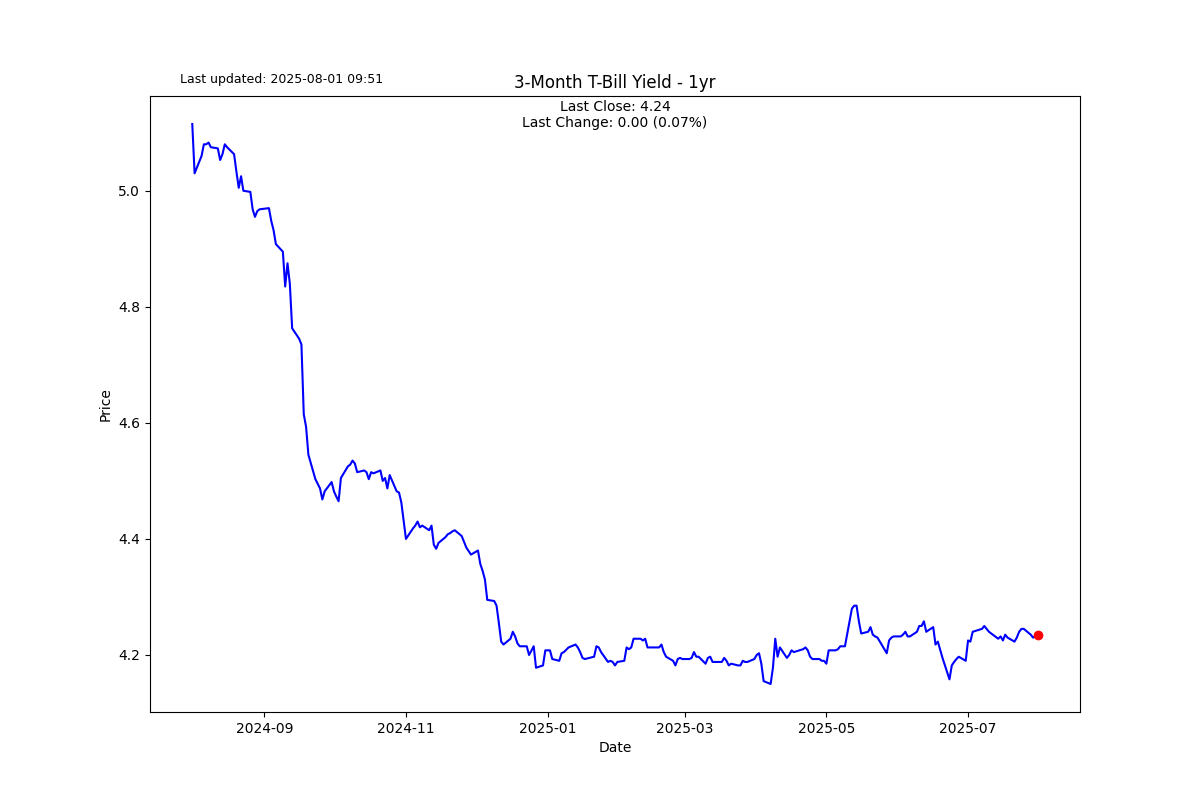 Last updated: 2025-08-01 09:51
3-Month T-Bill Yield - 1yr
Last Close: 4.24
Last Change: 0.00 (0.07%)
Price
5.0
4.8
4.6
4.4
4.2
2024-09
2024-11
2025-01
2025-03
2025-05
2025-07
Date